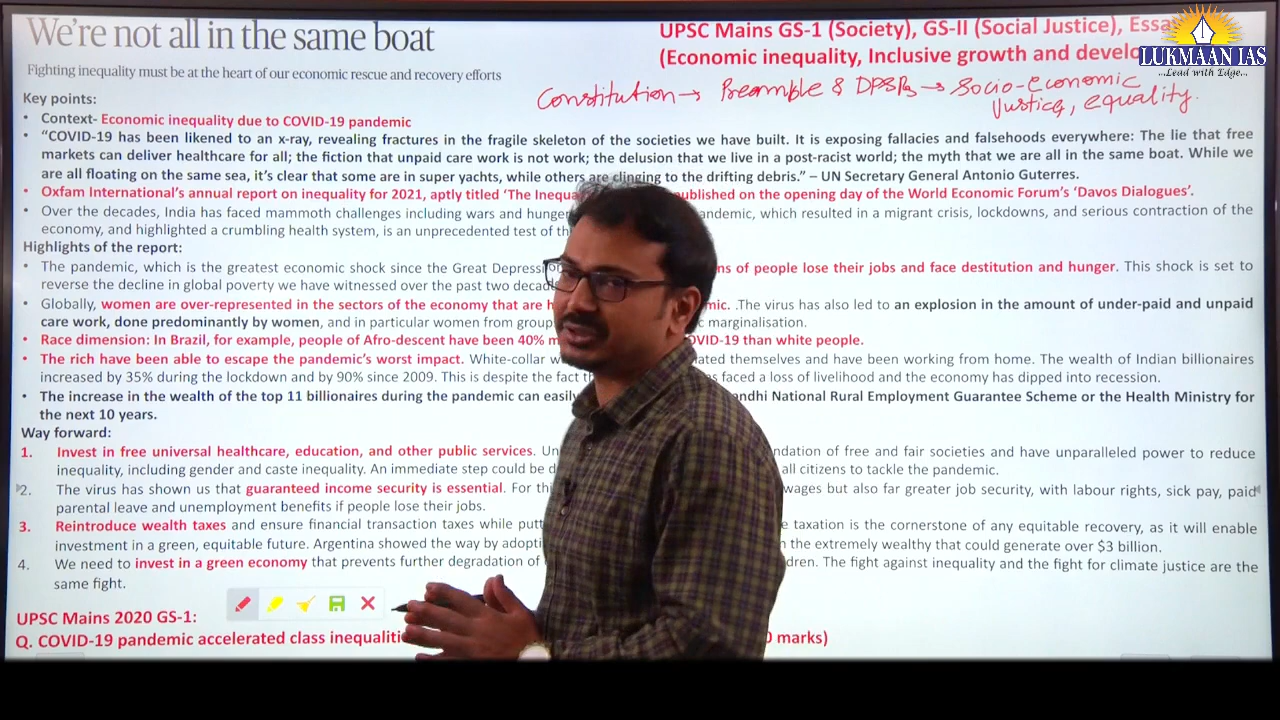 We're not all in the same boat
Fighting inequality must be at the heart of our economic rescue and recovery efforts
UPSC Mains GS-1 (Society), GS-II (Social Justice), Essa
(Economic inequality, Inclusive growth and develo
LUKMAAN IAS
...Lead with Edge...
Constitution → Preamble & DPSPs → Socio-economic
Justice, equality.
Key points:
• Context- Economic inequality due to COVID-19 pandemic
• "COVID-19 has been likened to an x-ray, revealing fractures in the fragile skeleton of the societies we have built. It is exposing fallacies and falsehoods everywhere: The lie that free
markets can deliver healthcare for all; the fiction that unpaid care work is not work; the delusion that we live in a post-racist world; the myth that we are all in the same boat. While we
are all floating on the same sea, it's clear that some are in super yachts, while others are clinging to the drifting debris." – UN Secretary General Antonio Guterres.
• Oxfam International's annual report on inequality for 2021, aptly titled 'The Inequa ublished on the opening day of the World Economic Forum's 'Davos Dialogues'.
• Over the decades, India has faced mammoth challenges including wars and hunger andemic, which resulted in a migrant crisis, lockdowns, and serious contraction of the
economy, and highlighted a crumbling health system, is an unprecedented test of th
Highlights of the report:
• The pandemic, which is the greatest economic shock since the Great Depressio ns of people lose their jobs and face destitution and hunger. This shock is set to
reverse the decline in global poverty we have witnessed over the past two decad
• Globally, women are over-represented in the sectors of the economy that are h mic. .The virus has also led to an explosion in the amount of under-paid and unpaid
care work, done predominantly by women, and in particular women from group c marginalisation.
• Race dimension: In Brazil, for example, people of Afro-descent have been 40% m OVID-19 than white people.
• The rich have been able to escape the pandemic's worst impact. White-collar w ated themselves and have been working from home. The wealth of Indian billionaires
increased by 35% during the lockdown and by 90% since 2009. This is despite the fact th s faced a loss of livelihood and the economy has dipped into recession.
• The increase in the wealth of the top 11 billionaires during the pandemic can easily ndhi National Rural Employment Guarantee Scheme or the Health Ministry for
the next 10 years.
Way forward:
1. Invest in free universal healthcare, education, and other public services. Un ndation of free and fair societies and have unparalleled power to reduce
inequality, including gender and caste inequality. An immediate step could be d all citizens to tackle the pandemic.
2. The virus has shown us that guaranteed income security is essential. For thi wages but also far greater job security, with labour rights, sick pay, paid
parental leave and unemployment benefits if people lose their jobs.
3. Reintroduce wealth taxes and ensure financial transaction taxes while putt e taxation is the cornerstone of any equitable recovery, as it will enable
investment in a green, equitable future. Argentina showed the way by adopti n the extremely wealthy that could generate over $3 billion.
4. We need to invest in a green economy that prevents further degradation of dren. The fight against inequality and the fight for climate justice are the
same fight.
UPSC Mains 2020 GS-1:
Q. COVID-19 pandemic accelerated class inequaliti 0 marks)